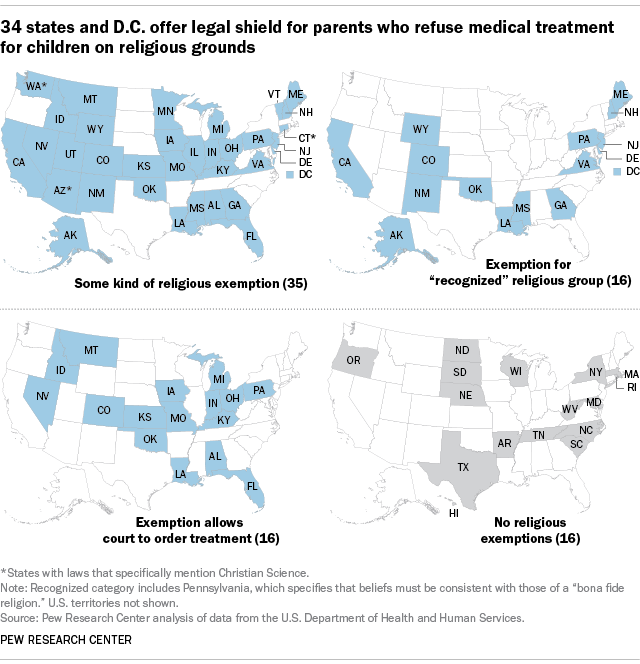 34 states and D.C. offer legal shield for parents who refuse medical treatment
for children on religious grounds
WA*
MT
ID
WY
NV
UT
CO
CA
AZ*
NM
AK
MN
IA
KS
MO
OK
IL
IN
MI
OH
KY
PA
VA
MS
AL
GA
LA
FL
VT
ME
NH
CT*
NJ
DE
DC
Some kind of religious exemption (35)
WY
CA
CO
NM
OK
AK
LA
MS
GA
PA
VA
ME
NH
NJ
DE
DC
Exemption for
“recognized” religious group (16)
MT
ID
NV
CO
KS
OK
IA
MO
LA
AL
FL
MI
IN
OH
KY
PA
Exemption allows
court to order treatment (16)
OR
ND
SD
NE
WI
NY
MA
RI
MD
WV
NC
SC
TN
AR
TX
HI
No religious
exemptions (16)
*States with laws that specifically mention Christian Science.
Note: Recognized category includes Pennsylvania, which specifies that beliefs must be consistent with those of a “bona fide
religion.” U.S. territories not shown.
Source: Pew Research Center analysis of data from the U.S. Department of Health and Human Services.
PEW RESEARCH CENTER